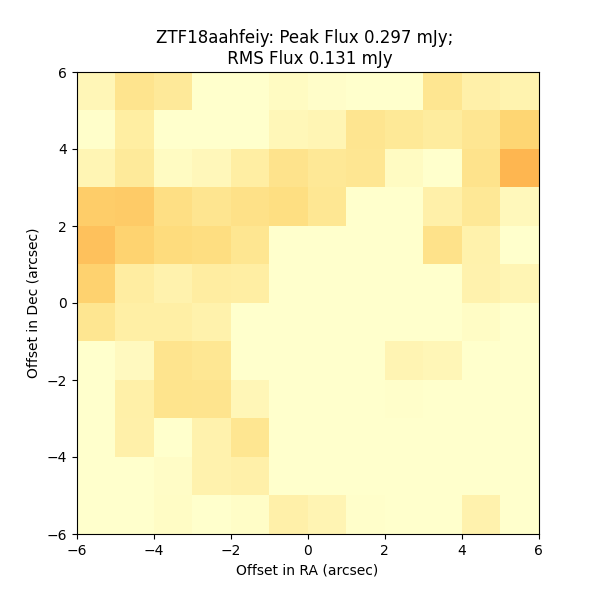 ZTF18aahfeiy: Peak Flux 0.297 mJy;
RMS Flux 0.131 mJy
6
4
2
0
−2
−4
−6
Offset in Dec (arcsec)
−6 −4 −2 0 2 4 6
Offset in RA (arcsec)